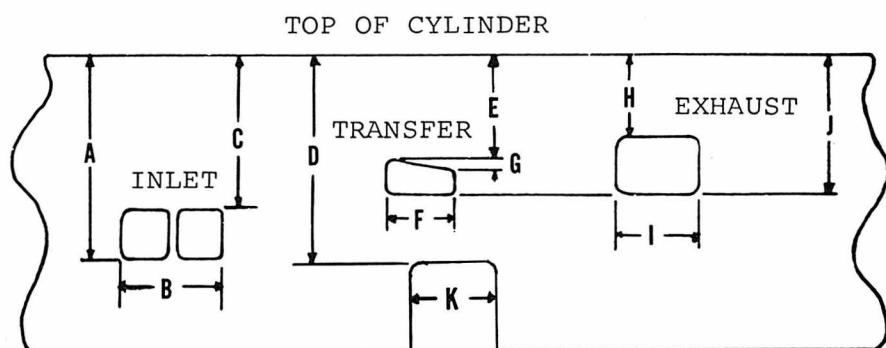 TOP OF CYLINDER
E
H
EXHAUST
J
C
TRANSFER
A
D
G
INLET
F
I
B
K